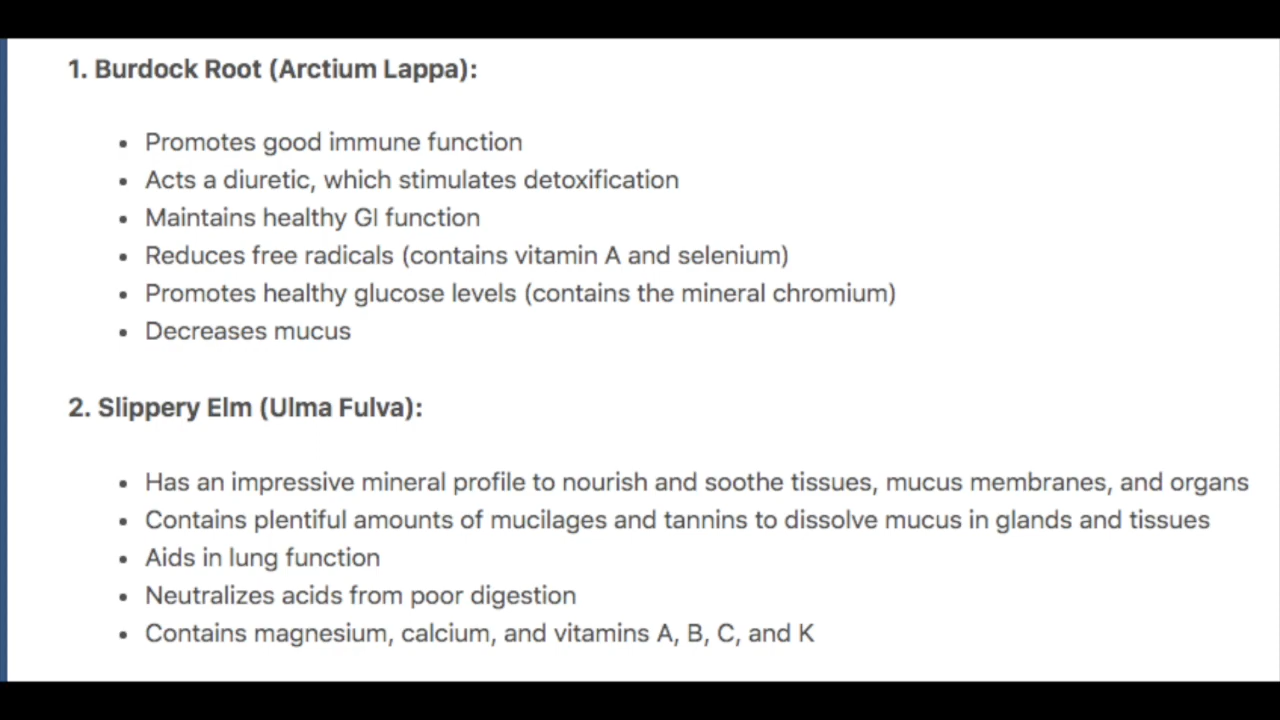 1. Burdock Root (Arctium Lappa):
• Promotes good immune function
• Acts a diuretic, which stimulates detoxification
• Maintains healthy GI function
• Reduces free radicals (contains vitamin A and selenium)
• Promotes healthy glucose levels (contains the mineral chromium)
• Decreases mucus
2. Slippery Elm (Ulma Fulva):
• Has an impressive mineral profile to nourish and soothe tissues, mucus membranes, and organs
• Contains plentiful amounts of mucilages and tannins to dissolve mucus in glands and tissues
• Aids in lung function
• Neutralizes acids from poor digestion
• Contains magnesium, calcium, and vitamins A, B, C, and K